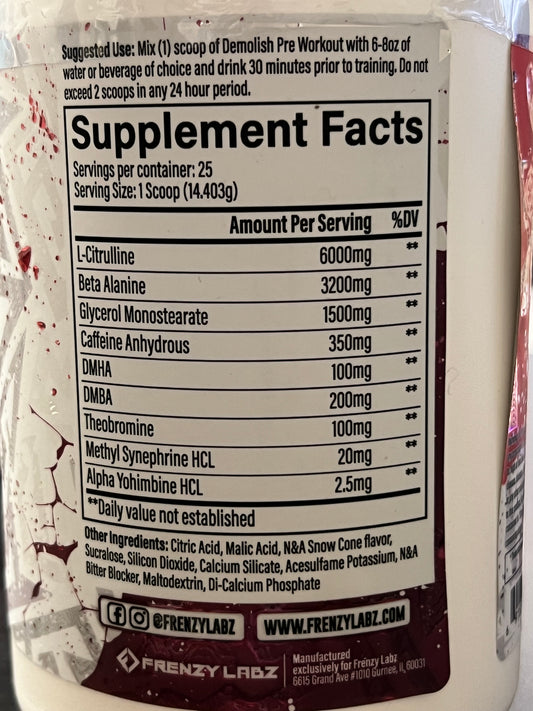 Suggested Use: Mix (1) scoop of Demolish Pre Workout with 6-8oz of
water or beverage of choice and drink 30 minutes prior to training. Do not
exceed 2 scoops in any 24 hour period.
Supplement Facts
Servings per container: 25
Serving Size: 1 Scoop (14.403g)
Amount Per Serving %DV
L-Citrulline 6000mg **
Beta Alanine 3200mg **
Glycerol Monostearate 1500mg **
Caffeine Anhydrous 350mg **
DMHA 100mg **
DMBA 200mg **
Theobromine 100mg **
Methyl Synephrine HCL 20mg **
Alpha Yohimbine HCL 2.5mg **
**Daily value not established
Other Ingredients: Citric Acid, Malic Acid, N&A Snow Cone flavor,
Sucralose, Silicon Dioxide, Calcium Silicate, Acesulfame Potassium, N&A
Bitter Blocker, Maltodextrin, Di-Calcium Phosphate
@FRENZYLABZ WWW.FRENZYLABZ.COM
FRENZY LABZ
Manufactured
exclusively for Frenzy Labz
6615 Grand Ave #1010 Gurnee, IL 60031